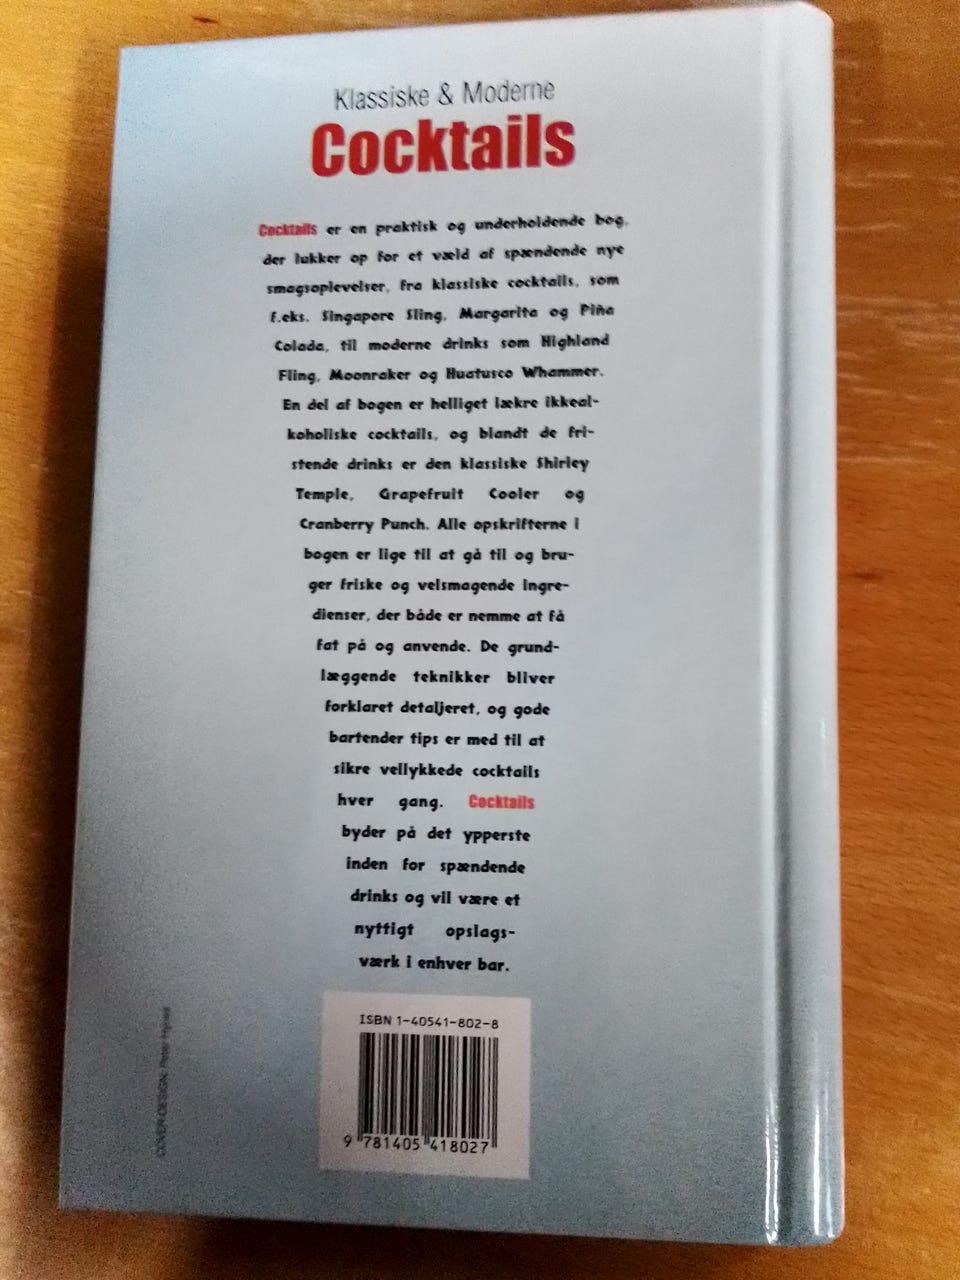 Klassiske & Moderne
Cocktails
Cocktails er en praktisk og underholdende bog,
der lukker op for et væld af spændende nye
smagsoplevelser, fra klassiske cocktails, som
f.eks. Singapore Sling, Margarita og Piña
Colada, til moderne drinks som Highland
Fling, Moonraker og Huatusco Whammer.
En del af bogen er helliget lækre ikkeal-
koholiske cocktails, og blandt de fri-
stende drinks er den klassiske Shirley
Temple, Grapefruit Cooler og
Cranberry Punch. Alle opskrifterne i
bogen er lige til at gå til og bru-
ger friske og velsmagende ingre-
dienser, der både er nemme at få
fat på og anvende. De grund-
læggende teknikker bliver
forklaret detaljeret, og gode
bartender tips er med til at
sikre vellykkede cocktails
hver gang. Cocktails
byder på det ypperste
inden for spændende
drinks og vil være et
nyttigt opslags-
værk i enhver bar.
ISBN 1-40541-802-8
9 781405 418027
COVER DESIGN: Peter